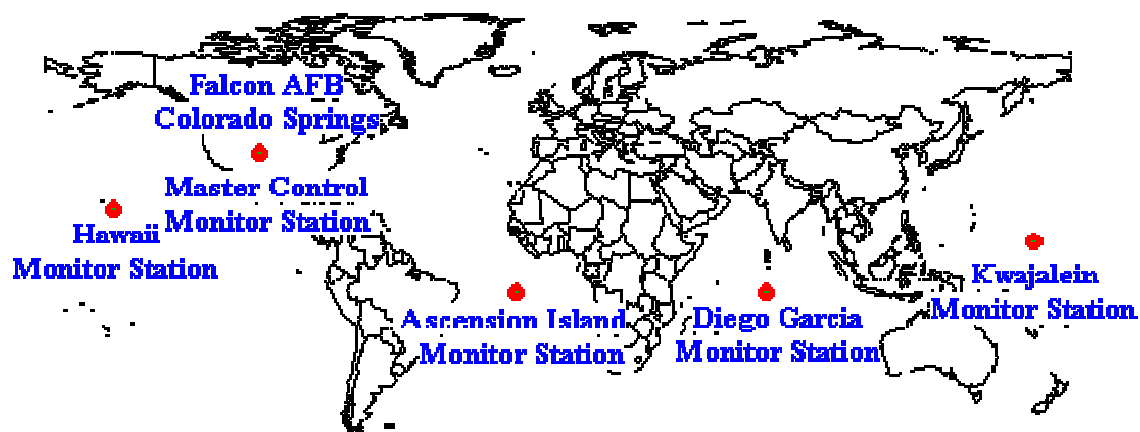 Falcon AFB
Colorado Springs
Master Control
Monitor Station
Hawaii
Monitor Station
Ascension Island
Monitor Station
Diego Garcia
Monitor Station
Kwajalein
Monitor Station